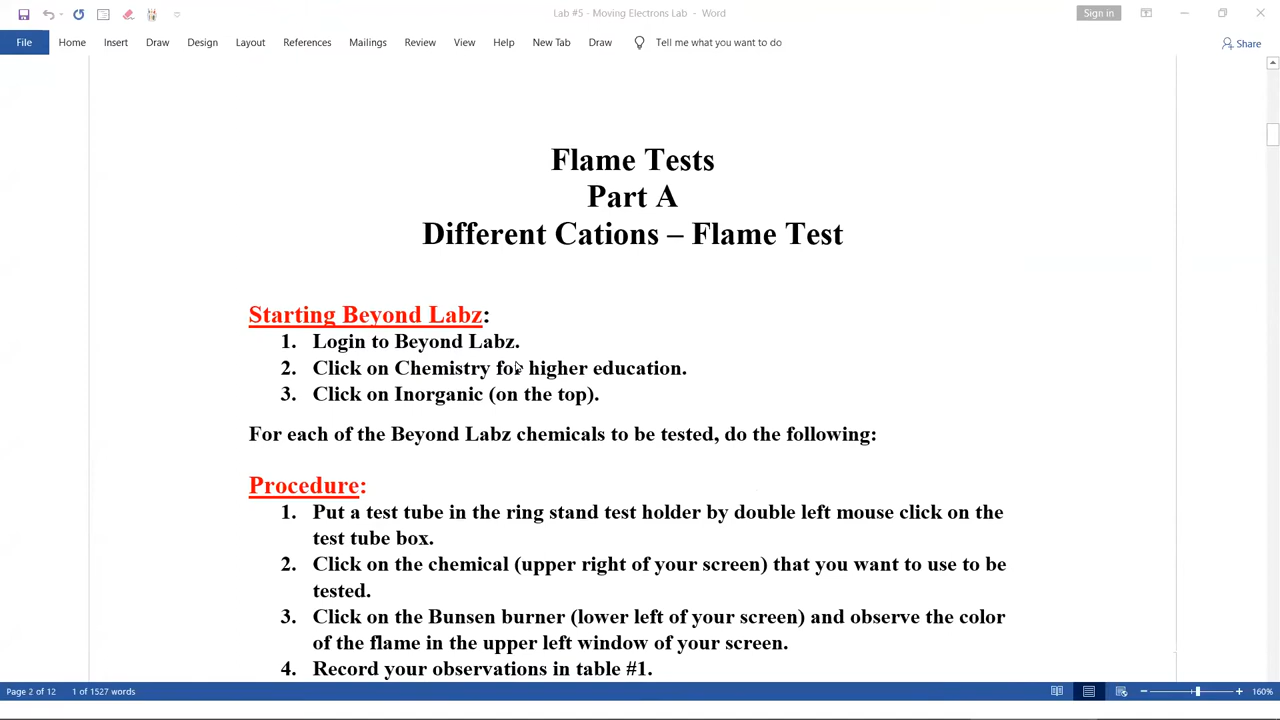 Lab #5 - Moving Electrons Lab - Word
Sign in
File Home Insert Draw Design Layout References Mailings Review View Help New Tab Draw Tell me what you want to do Share
Flame Tests
Part A
Different Cations – Flame Test
Starting Beyond Labz:
1. Login to Beyond Labz.
2. Click on Chemistry for higher education.
3. Click on Inorganic (on the top).
For each of the Beyond Labz chemicals to be tested, do the following:
Procedure:
1. Put a test tube in the ring stand test holder by double left mouse click on the
test tube box.
2. Click on the chemical (upper right of your screen) that you want to use to be
tested.
3. Click on the Bunsen burner (lower left of your screen) and observe the color
of the flame in the upper left window of your screen.
4. Record your observations in table #1.
Page 2 of 12 1 of 1527 words 160%